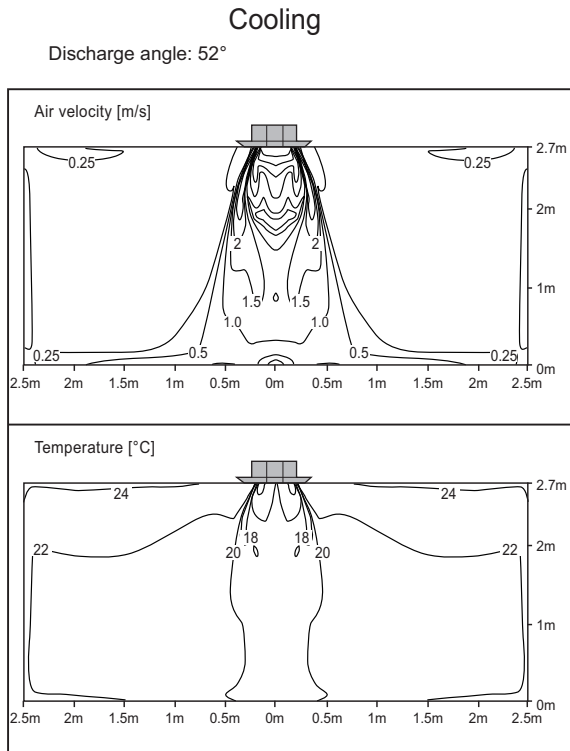 Cooling
Discharge angle: 52°
Air velocity [m/s]
2.7m
0.25 0.25
2m
2 2
1m
1.5 1.5
1.0 1.0
0.25 0.5 0.5 0.25
0m
2.5m 2m 1.5m 1m 0.5m 0m 0.5m 1m 1.5m 2m 2.5m
Temperature [°C]
2.7m
24 24
18 18
22 20 20 22 2m
1m
0m
2.5m 2m 1.5m 1m 0.5m 0m 0.5m 1m 1.5m 2m 2.5m